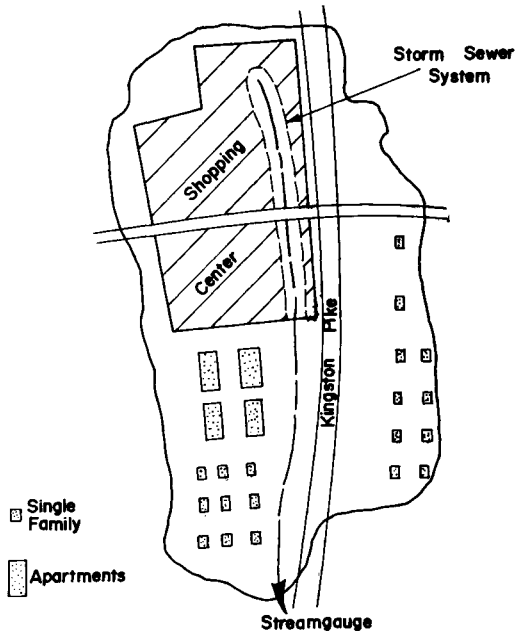 Storm Sewer
System
Shopping
Center
Kingston Pike
Single
Family
Apartments
Streamgauge